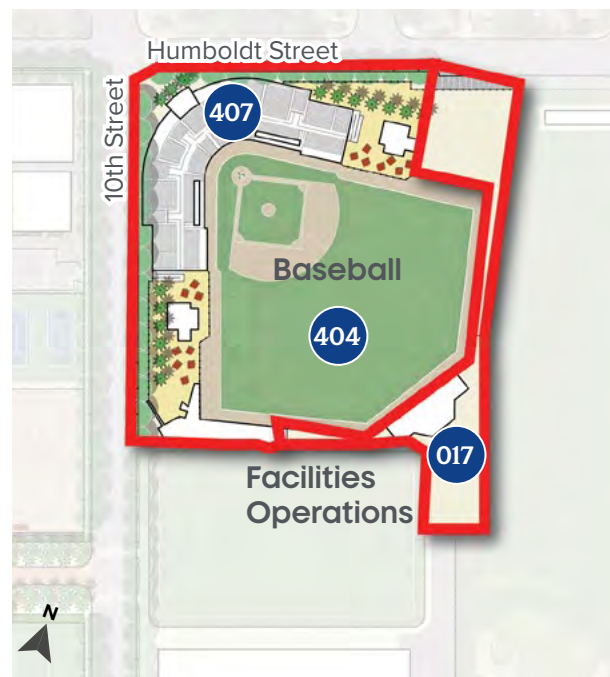 Humboldt Street
10th Street
407
Baseball
404
017
Facilities
Operations
N